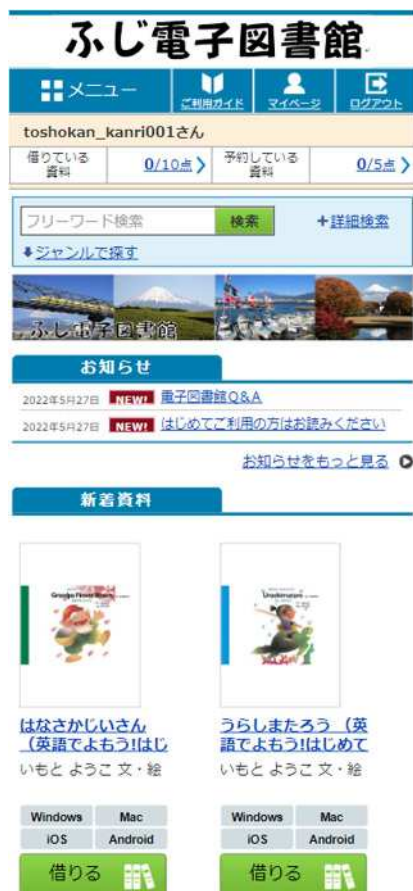 ふじ電子図書館
メニュー
ご利用ガイド
マイページ
ログアウト
toshokan_kanri001さん
借りている
資料
0/10点
予約している
資料
0/5点
フリーワード検索
検索
+詳細検索
ジャンルで探す
ふじ電子図書館
お知らせ
2022年5月27日 NEW! 電子図書館Q&A
2022年5月27日 NEW! はじめてご利用の方はお読みください
お知らせをもっと見る
新着資料
Urashimataro
はなさかじいさん
(英語でよもう!はじ
いもと ようこ 文・絵
Windows Mac
iOS Android
借りる
うらしまたろう (英
語でよもう!はじめて
いもと ようこ 文・絵
Windows Mac
iOS Android
借りる